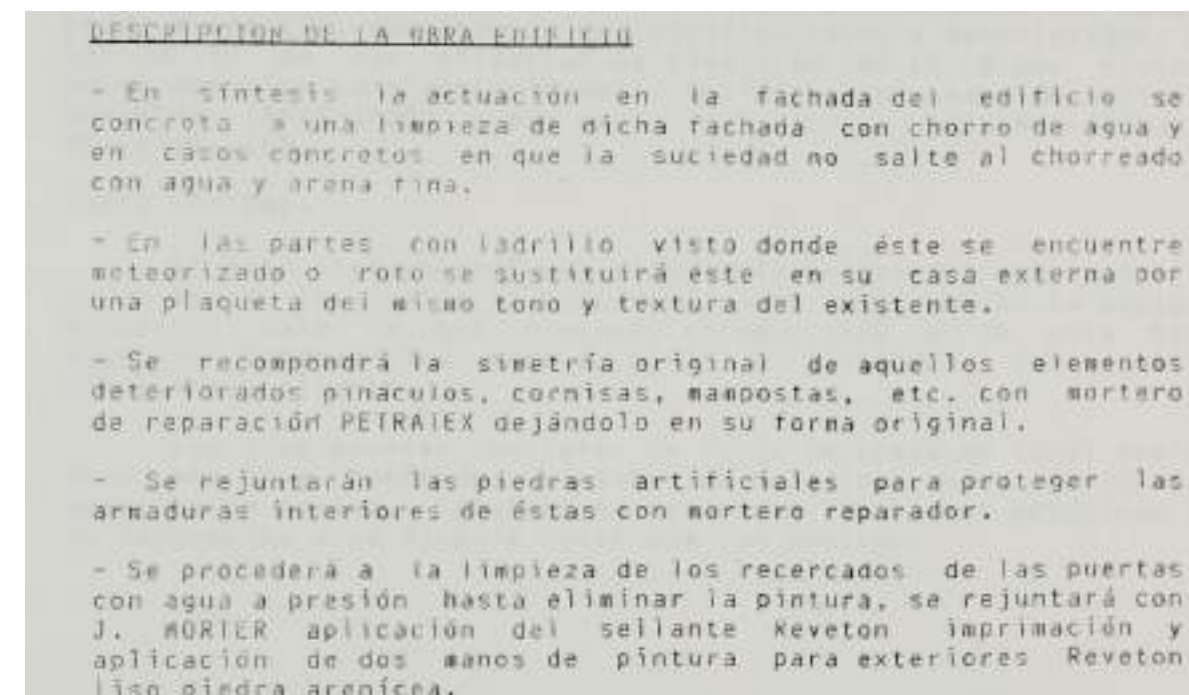 DESCRIPCION DE LA OBRA EDIFICIO
- En síntesis la actuación en la fachada del edificio se
concreta a una limpieza de dicha fachada con chorro de agua y
en casos concretos en que la suciedad no salte al chorreado
con agua y arena fina.
- En las partes con ladrillo visto donde éste se encuentre
meteorizado o roto se sustituirá éste en su casa externa por
una plaqueta del mismo tono y textura del existente.
- Se recompondrá la simetría original de aquellos elementos
deteriorados pinaculos, cornisas, mampostas, etc. con mortero
de reparación PETRATEX dejándolo en su forma original.
- Se rejuntarán las piedras artificiales para proteger las
armaduras interiores de éstas con mortero reparador.
- Se procederá a la limpieza de los recercados de las puertas
con agua a presión hasta eliminar la pintura, se rejuntará con
J. MORTER aplicación del sellante Reveton imprimación y
aplicación de dos manos de pintura para exteriores Reveton
liso piedra arenícea.